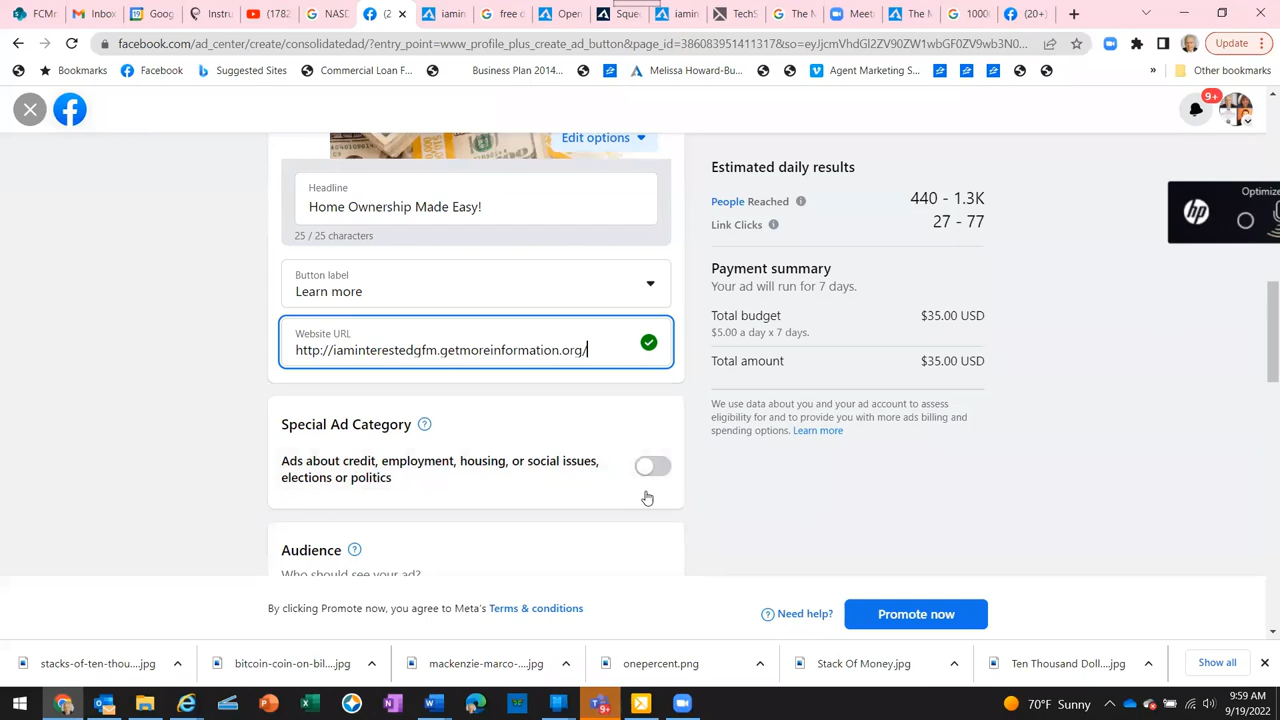 FCMr
Inbox
Goog
Instru
(1782
NASD
(2
iamin
free d
Open
Sque
iamin
TechS
The M
Meeti
The M
1000(
(20+)
facebook.com/ad_center/create/consolidatedad/?entry_point=www_profile_plus_create_ad_button&page_id=386083951411317&so=eyJjcmVhdGl2ZV90ZW1wbGF0ZV9wb3N0...
Update
Bookmarks
Facebook
Suggested Sites
Commercial Loan F...
Business Plan 2014...
Melissa Howard-Bu...
Agent Marketing S...
»
Other bookmarks
9+
Edit options
Headline
Home Ownership Made Easy!
25 / 25 characters
Button label
Learn more
Website URL
http://iaminterestedgfm.getmoreinformation.org/
Special Ad Category
Ads about credit, employment, housing, or social issues,
elections or politics
Audience
Who should see your ad?
Estimated daily results
People Reached
440 - 1.3K
Link Clicks
27 - 77
Payment summary
Your ad will run for 7 days.
Total budget
$35.00 USD
$5.00 a day x 7 days.
Total amount
$35.00 USD
We use data about you and your ad account to assess
eligibility for and to provide you with more ads billing and
spending options. Learn more
hp
Optimize
By clicking Promote now, you agree to Meta's Terms & conditions
Need help?
Promote now
stacks-of-ten-thou....jpg
bitcoin-coin-on-bil....jpg
mackenzie-marco-....jpg
onepercent.png
Stack Of Money.jpg
Ten Thousand Doll....jpg
Show all
9+
70°F Sunny
9:59 AM
9/19/2022